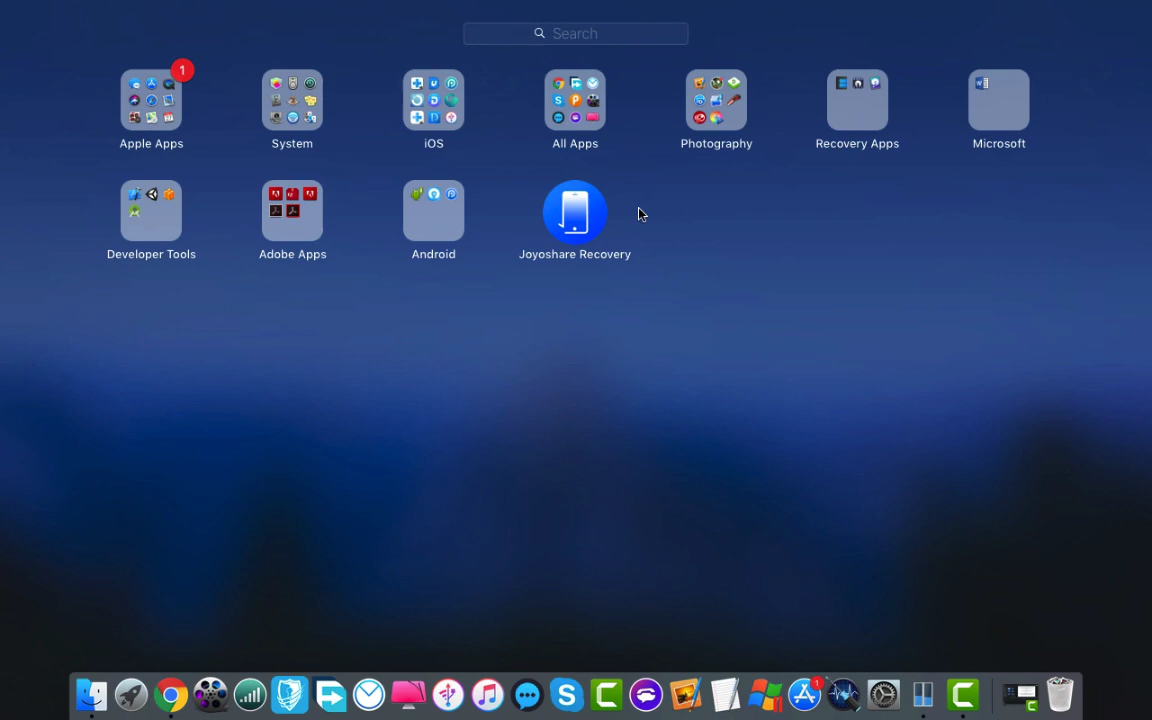 Search
1
Apple Apps
System
iOS
All Apps
Photography
Recovery Apps
Microsoft
Developer Tools
Adobe Apps
Android
Joyoshare Recovery
1